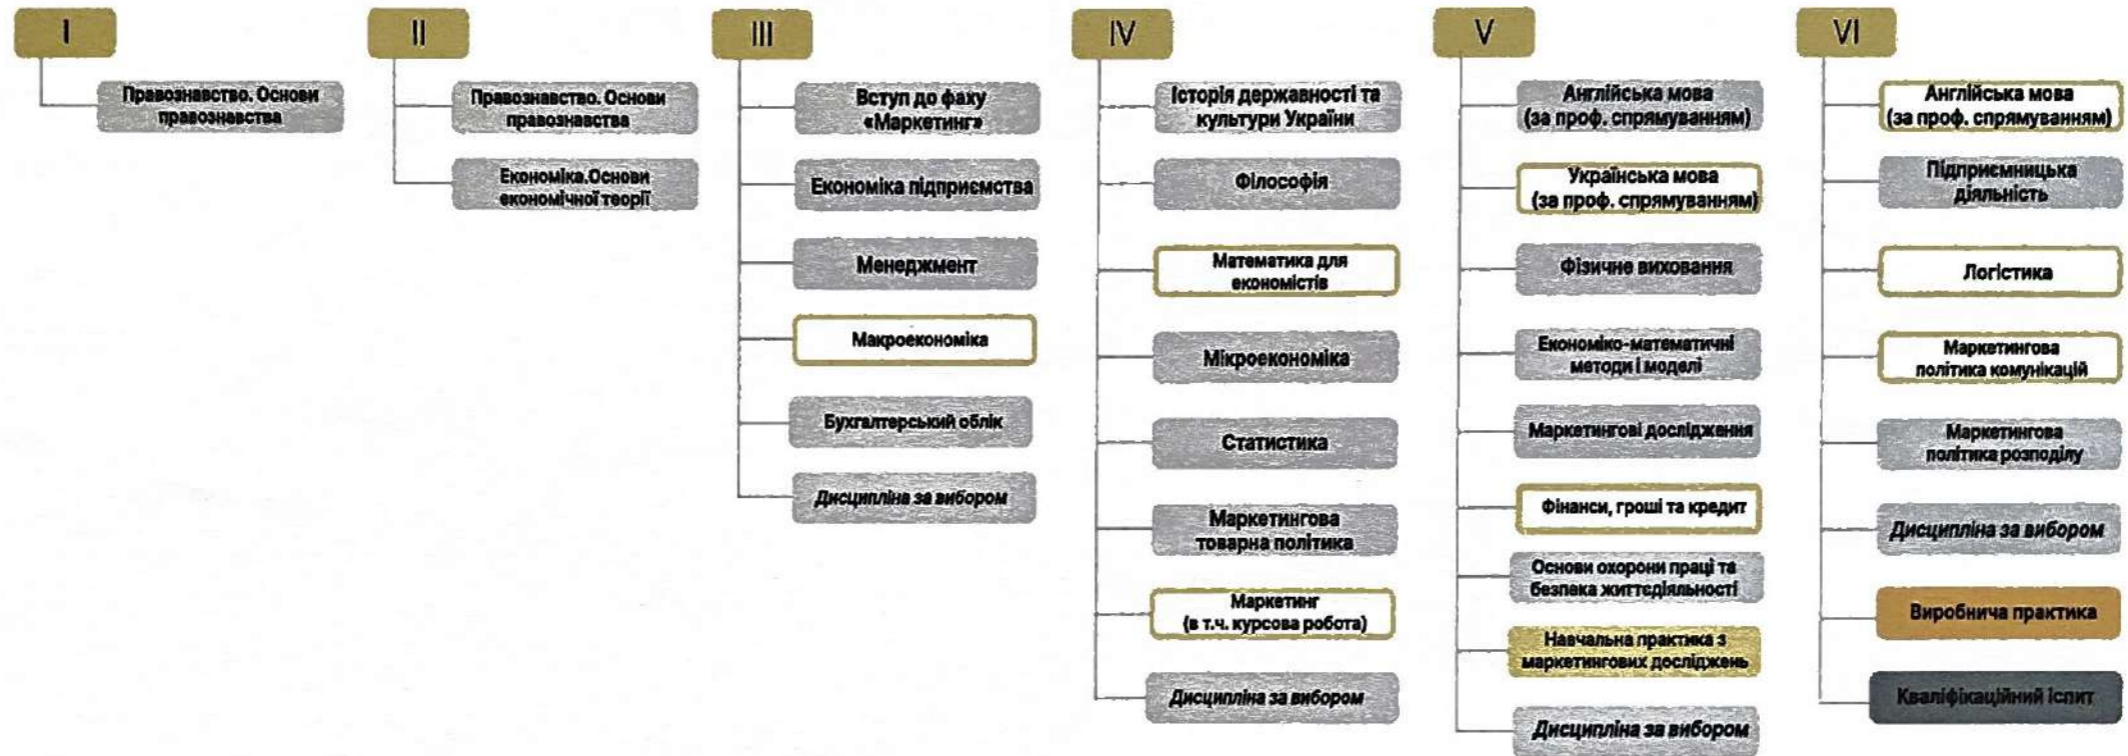 I
Правознавство. Основи
правознавства
II
Правознавство. Основи
правознавства
Економіка.Основи
економічної теорії
III
Вступ до фаху
«Маркетинг»
Економіка підприємства
Менеджмент
Макроекономіка
Бухгалтерський облік
Дисципліна за вибором
IV
Історія державності та
культури України
Філософія
Математика для
економістів
Мікроекономіка
Статистика
Маркетингова
товарна політика
Маркетинг
(в т.ч. курсова робота)
Дисципліна за вибором
V
Англійська мова
(за проф. спрямуванням)
Українська мова
(за проф. спрямуванням)
Фізичне виховання
Економіко-математичні
методи і моделі
Маркетингові дослідження
Фінанси, гроші та кредит
Основи охорони праці та
безпека життєдіяльності
Навчальна практика з
маркетингових досліджень
Дисципліна за вибором
VI
Англійська мова
(за проф. спрямуванням)
Підприємницька
діяльність
Логістика
Маркетингова
політика комунікацій
Маркетингова
політика розподілу
Дисципліна за вибором
Виробнича практика
Кваліфікаційний іспит